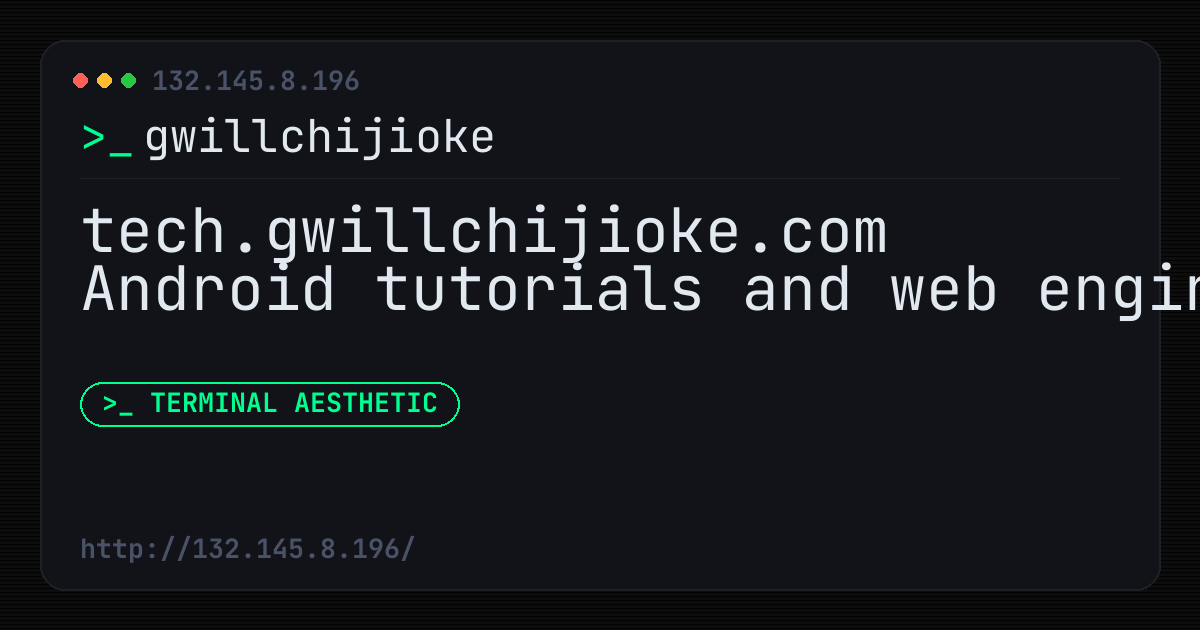 132.145.8.196
>_ gwillchijioke
tech.gwillchijioke.com
Android tutorials and web engin
>_ TERMINAL AESTHETIC
http://132.145.8.196/